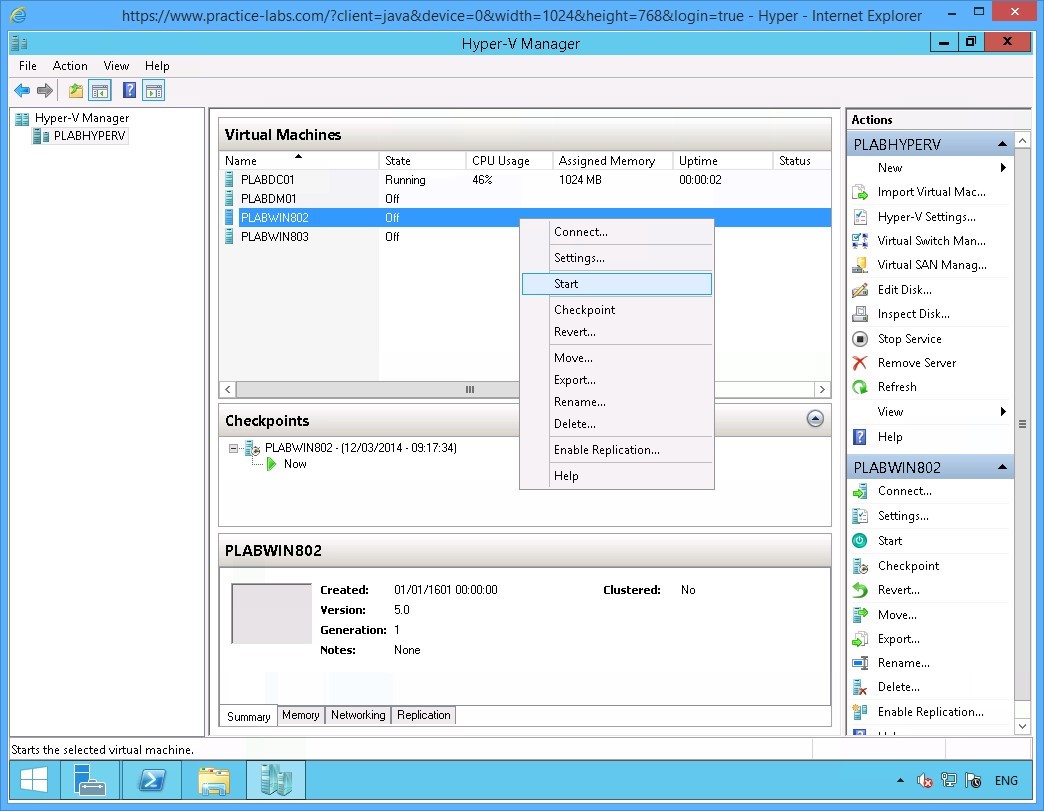 https://www.practice-labs.com/?client=java&device=0&width=1024&height=768&login=true - Hyper - Internet Explorer
Hyper-V Manager
File Action View Help
Hyper-V Manager
PLABHYPERV
Virtual Machines
Name State CPU Usage Assigned Memory Uptime Status
PLABDC01 Running 46% 1024 MB 00:00:02
PLABDM01 Off
PLABWIN802 Off
PLABWIN803 Off
Connect...
Settings...
Start
Checkpoint
Revert...
Move...
Export...
Rename...
Delete...
Enable Replication...
Help
Checkpoints
PLABWIN802 - (12/03/2014 - 09:17:34)
Now
PLABWIN802
Created: 01/01/1601 00:00:00 Clustered: No
Version: 5.0
Generation: 1
Notes: None
Summary Memory Networking Replication
Actions
PLABHYPERV
New
Import Virtual Mac...
Hyper-V Settings...
Virtual Switch Man...
Virtual SAN Manag...
Edit Disk...
Inspect Disk...
Stop Service
Remove Server
Refresh
View
Help
PLABWIN802
Connect...
Settings...
Start
Checkpoint
Revert...
Move...
Export...
Rename...
Delete...
Enable Replication...
Starts the selected virtual machine.
ENG